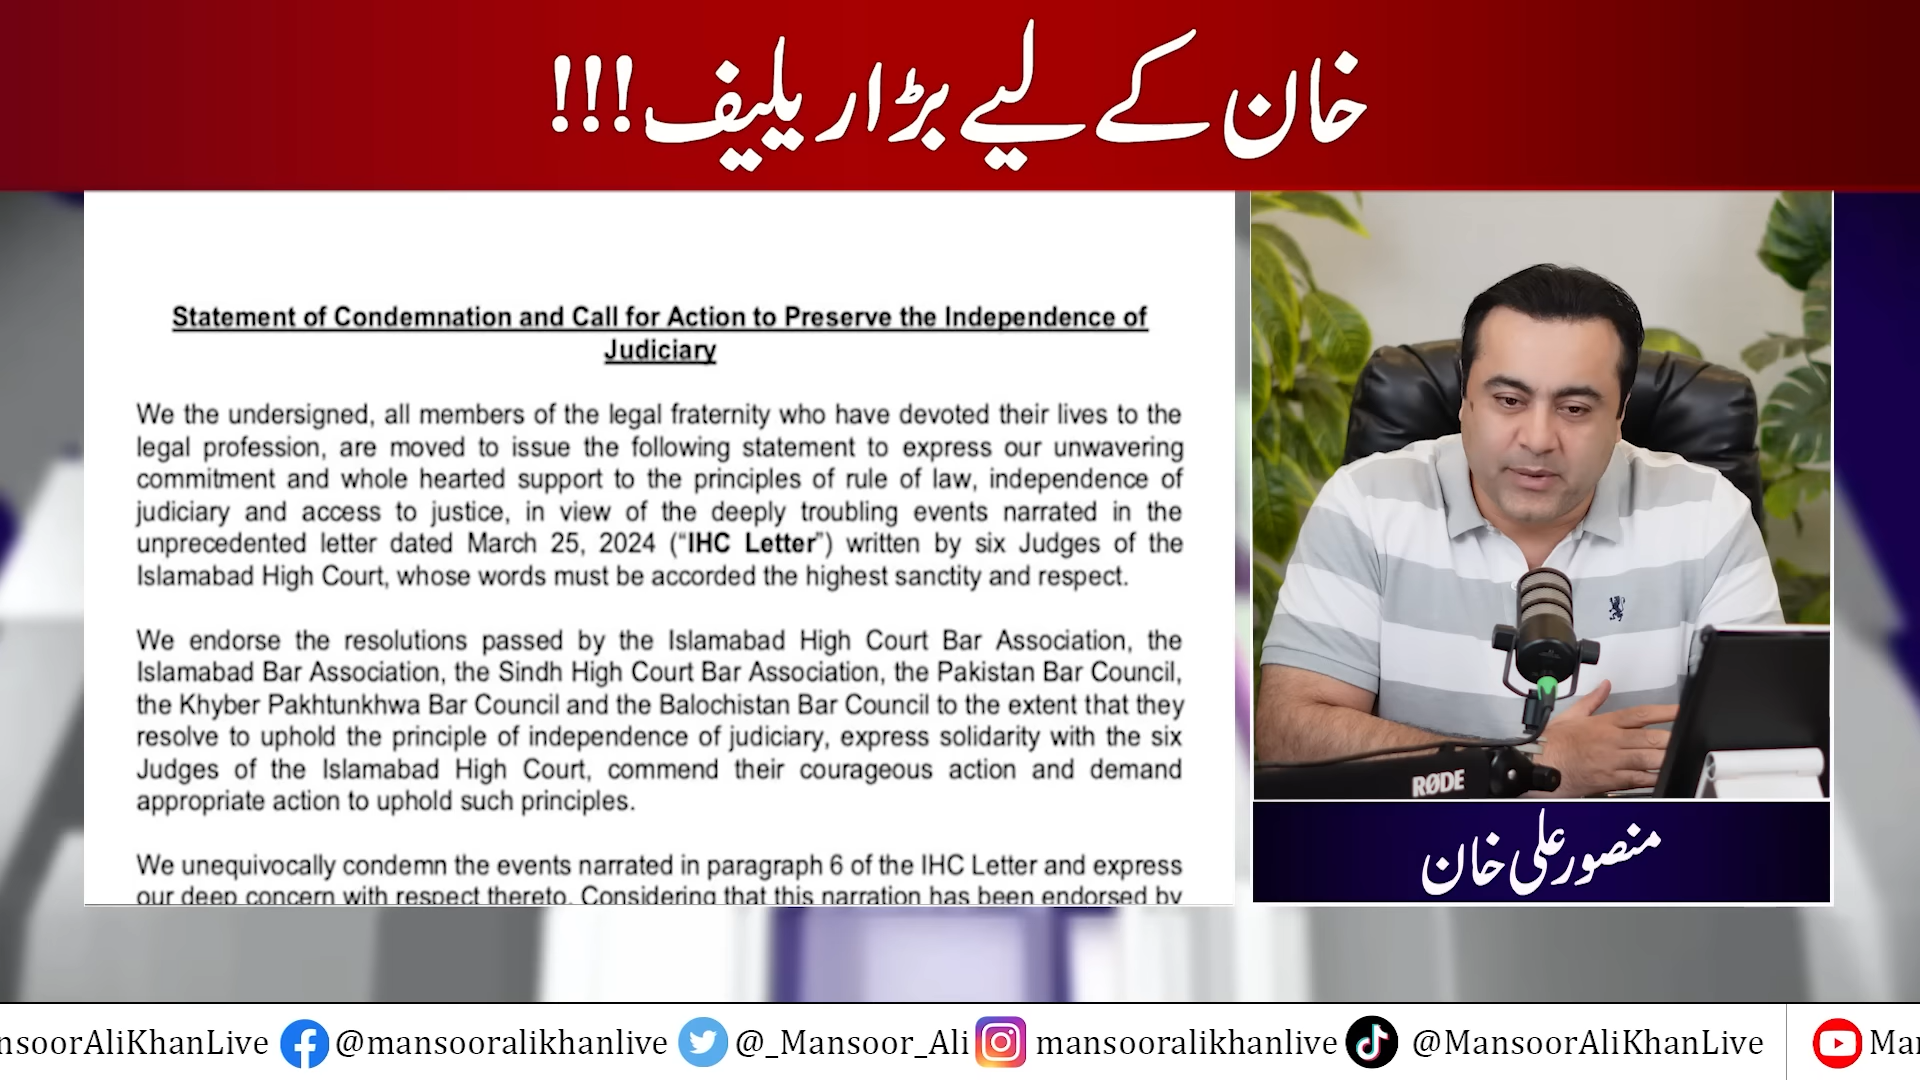 خان کے لیے بڑا ریلیف!!!
Statement of Condemnation and Call for Action to Preserve the Independence of
Judiciary
We the undersigned, all members of the legal fraternity who have devoted their lives to the
legal profession, are moved to issue the following statement to express our unwavering
commitment and whole hearted support to the principles of rule of law, independence of
judiciary and access to justice, in view of the deeply troubling events narrated in the
unprecedented letter dated March 25, 2024 (“IHC Letter”) written by six Judges of the
Islamabad High Court, whose words must be accorded the highest sanctity and respect.
We endorse the resolutions passed by the Islamabad High Court Bar Association, the
Islamabad Bar Association, the Sindh High Court Bar Association, the Pakistan Bar Council,
the Khyber Pakhtunkhwa Bar Council and the Balochistan Bar Council to the extent that they
resolve to uphold the principle of independence of judiciary, express solidarity with the six
Judges of the Islamabad High Court, commend their courageous action and demand
appropriate action to uphold such principles.
We unequivocally condemn the events narrated in paragraph 6 of the IHC Letter and express
our deep concern with respect thereto. Considering that this narration has been endorsed by
RØDE
منصور علی خان
nsoorAliKhanLive @mansooralikhanlive @_Mansoor_Ali mansooralikhanlive @MansoorAliKhanLive Ma